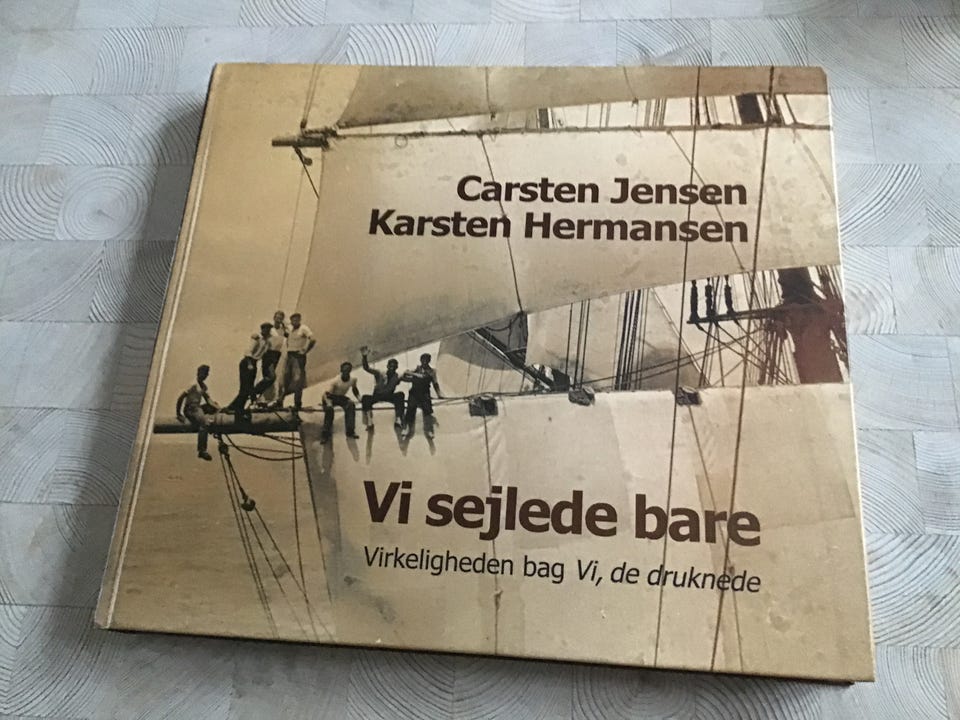 Carsten Jensen
Karsten Hermansen
Vi sejlede bare
Virkeligheden bag Vi, de druknede